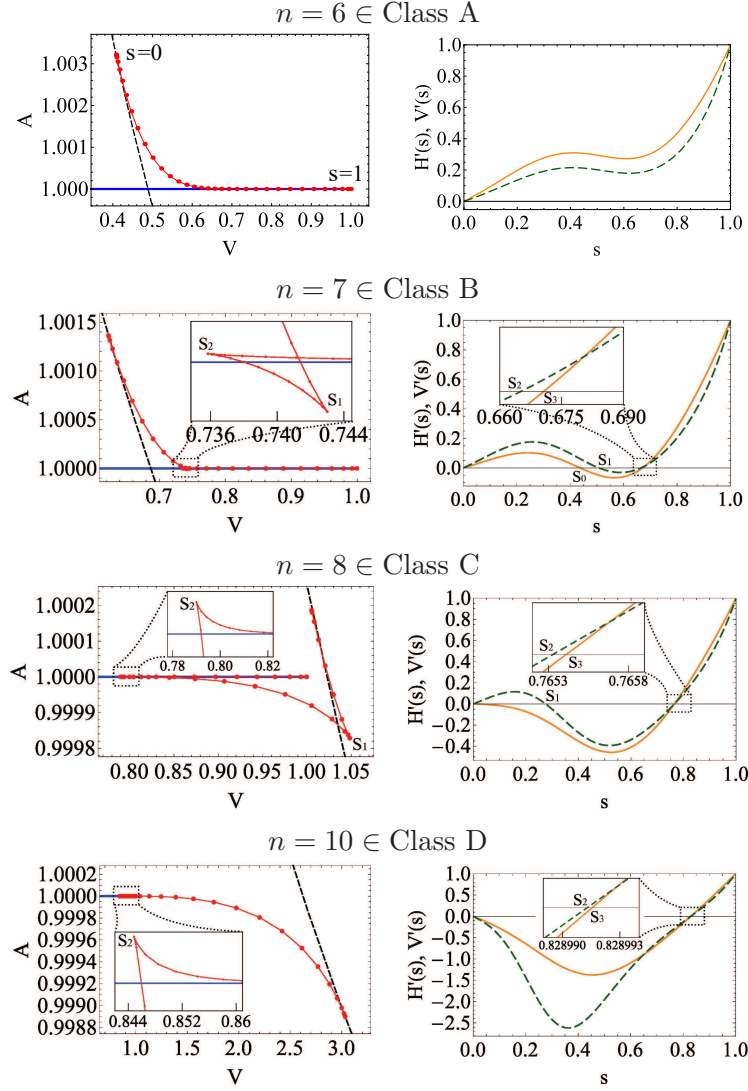 n = 6 ∈ Class A
1.003
1.002
1.001
1.000
A
s=0
s=1
0.4 0.5 0.6 0.7 0.8 0.9 1.0
V
1.0
0.8
0.6
0.4
0.2
0.0
H'(s), V'(s)
0.0 0.2 0.4 0.6 0.8 1.0
s
n = 7 ∈ Class B
1.0015
1.0010
1.0005
1.0000
A
S2
S1
0.736 0.740 0.744
0.7 0.8 0.9 1.0
V
1.0
0.8
0.6
0.4
0.2
0.0
H'(s), V'(s)
S2
S3
0.660 0.675 0.690
S1
S0
0.0 0.2 0.4 0.6 0.8 1.0
s
n = 8 ∈ Class C
1.0002
1.0001
1.0000
0.9999
0.9998
A
S2
0.78 0.80 0.82
S1
0.80 0.85 0.90 0.95 1.00 1.05
V
1.0
0.8
0.6
0.4
0.2
0.0
−0.2
−0.4
H'(s), V'(s)
S2
S3
0.7653 0.7658
S1
0.0 0.2 0.4 0.6 0.8 1.0
s
n = 10 ∈ Class D
1.0002
1.0000
0.9998
0.9996
0.9994
0.9990
0.9988
A
S2
0.844 0.852 0.86
1.0 1.5 2.0 2.5 3.0
V
1.0
0.5
0.0
−0.5
−1.0
−1.5
−2.0
−2.5
H'(s), V'(s)
S2
S3
0.828990 0.828993
0.0 0.2 0.4 0.6 0.8 1.0
s